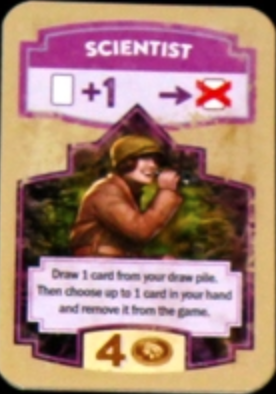 SCIENTIST
+1
Draw 1 card from your draw pile.
Then choose up to 1 card in your hand
and remove it from the game.
4